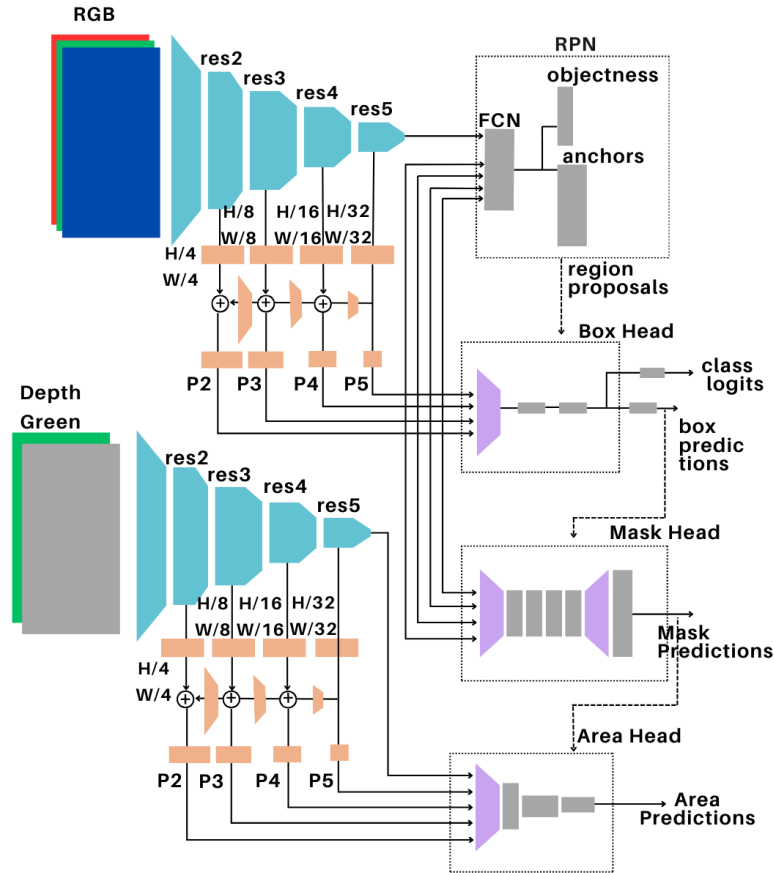 RGB
RPN
res2
res3
res4
res5
objectness
FCN
anchors
H/8
W/8
H/16
W/16
H/32
W/32
H/4
W/4
region
proposals
Box Head
P2
P3
P4
P5
class
logits
box
predic
tions
Depth
Green
res2
res3
res4
res5
Mask Head
H/8
W/8
H/16
W/16
H/32
W/32
H/4
W/4
Mask
Predictions
Area Head
P2
P3
P4
P5
Area
Predictions